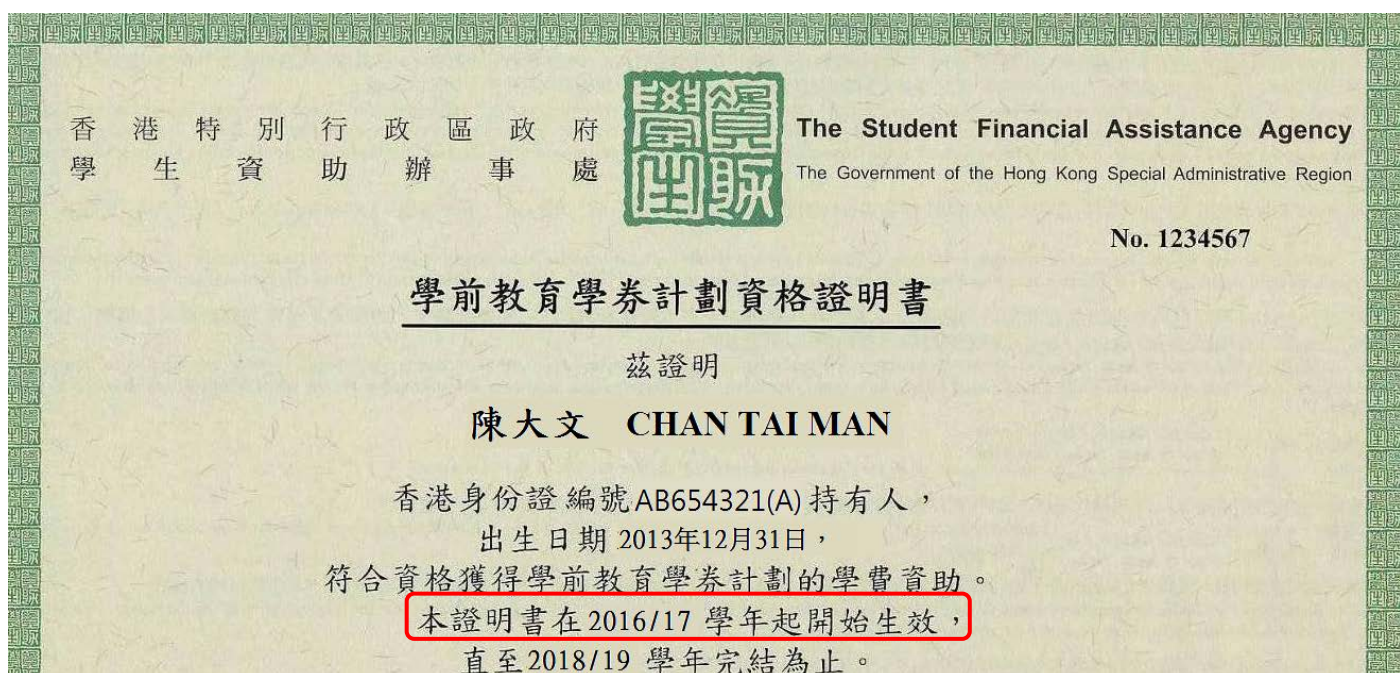 香港特別行政區政府
學生資助辦事處
學生資助
The Student Financial Assistance Agency
The Government of the Hong Kong Special Administrative Region
No. 1234567
學前教育學券計劃資格證明書
茲證明
陳大文 CHAN TAI MAN
香港身份證編號AB654321(A)持有人，
出生日期 2013年12月31日，
符合資格獲得學前教育學券計劃的學費資助。
本證明書在2016/17 學年起開始生效，
直至2018/19 學年完結為止。